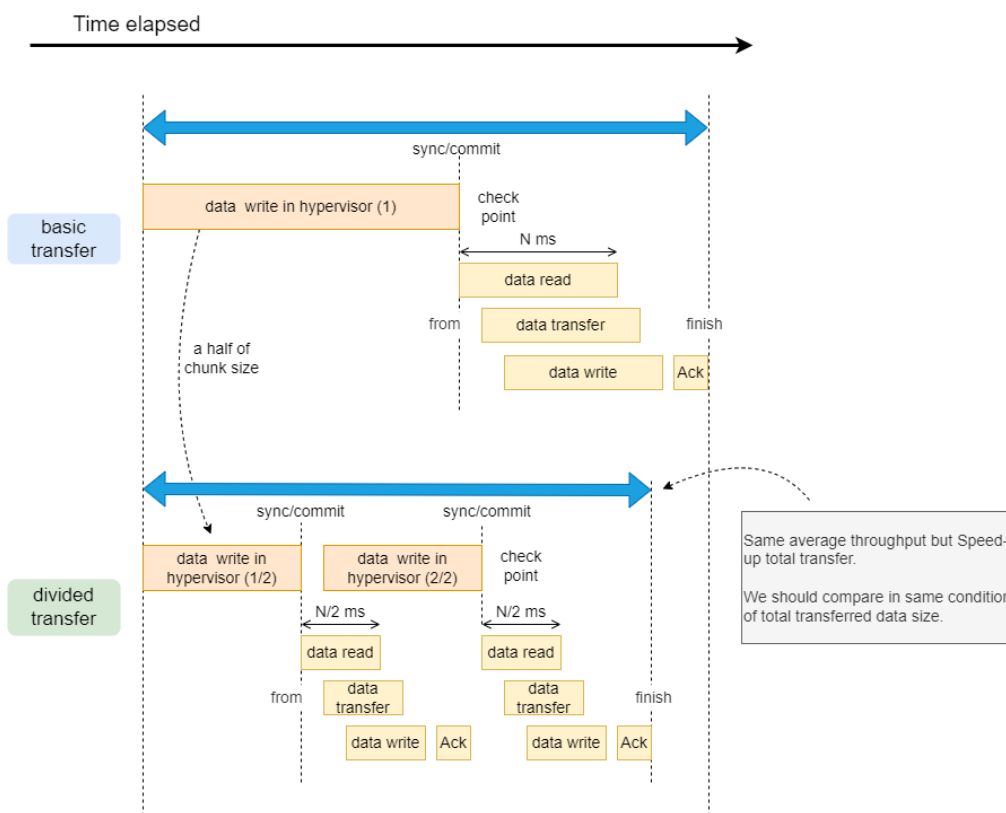 Time elapsed
sync/commit
data write in hypervisor (1)
check
point
basic
transfer
N ms
data read
from
data transfer
finish
data write
Ack
a half of
chunk size
sync/commit
sync/commit
data write in
hypervisor (1/2)
data write in
hypervisor (2/2)
check
point
divided
transfer
N/2 ms
N/2 ms
data read
data read
from
data
transfer
data
transfer
finish
data write
Ack
data write
Ack
Same average throughput but Speed-
up total transfer.
We should compare in same condition
of total transferred data size.